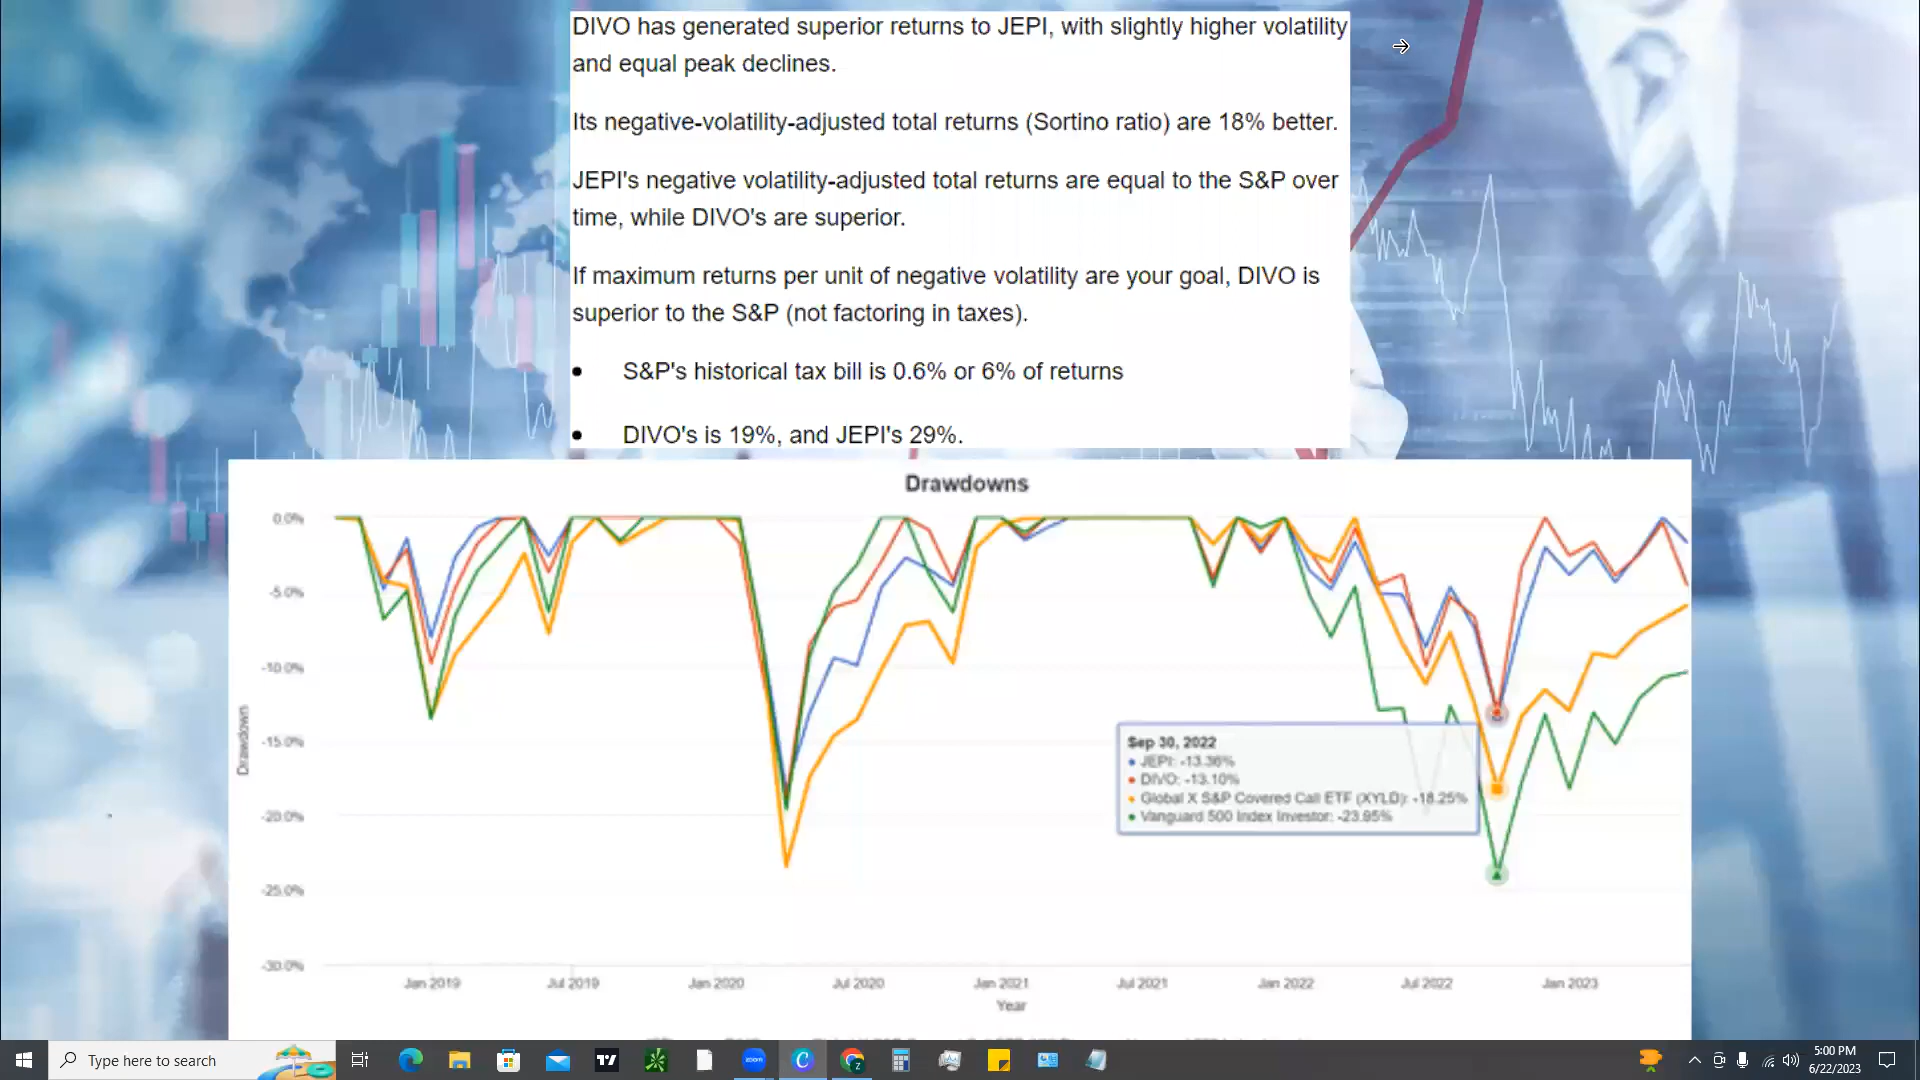 DIVO has generated superior returns to JEPI, with slightly higher volatility
and equal peak declines.
Its negative-volatility-adjusted total returns (Sortino ratio) are 18% better.
JEPI's negative volatility-adjusted total returns are equal to the S&P over
time, while DIVO's are superior.
If maximum returns per unit of negative volatility are your goal, DIVO is
superior to the S&P (not factoring in taxes).
• S&P's historical tax bill is 0.6% or 6% of returns
• DIVO's is 19%, and JEPI's 29%.
Drawdowns
0.0%
-5.0%
-10.0%
-15.0%
-20.0%
-25.0%
-30.0%
Drawdown
Sep 30, 2022
JEPI: -13.36%
DIVO: -13.10%
Global X S&P Covered Call ETF (XYLD): -18.25%
Vanguard 500 Index Investor: -23.95%
Jan 2019 Jul 2019 Jan 2020 Jul 2020 Jan 2021 Jul 2021 Jan 2022 Jul 2022 Jan 2023
Year
Type here to search
zoom
5:00 PM
6/22/2023